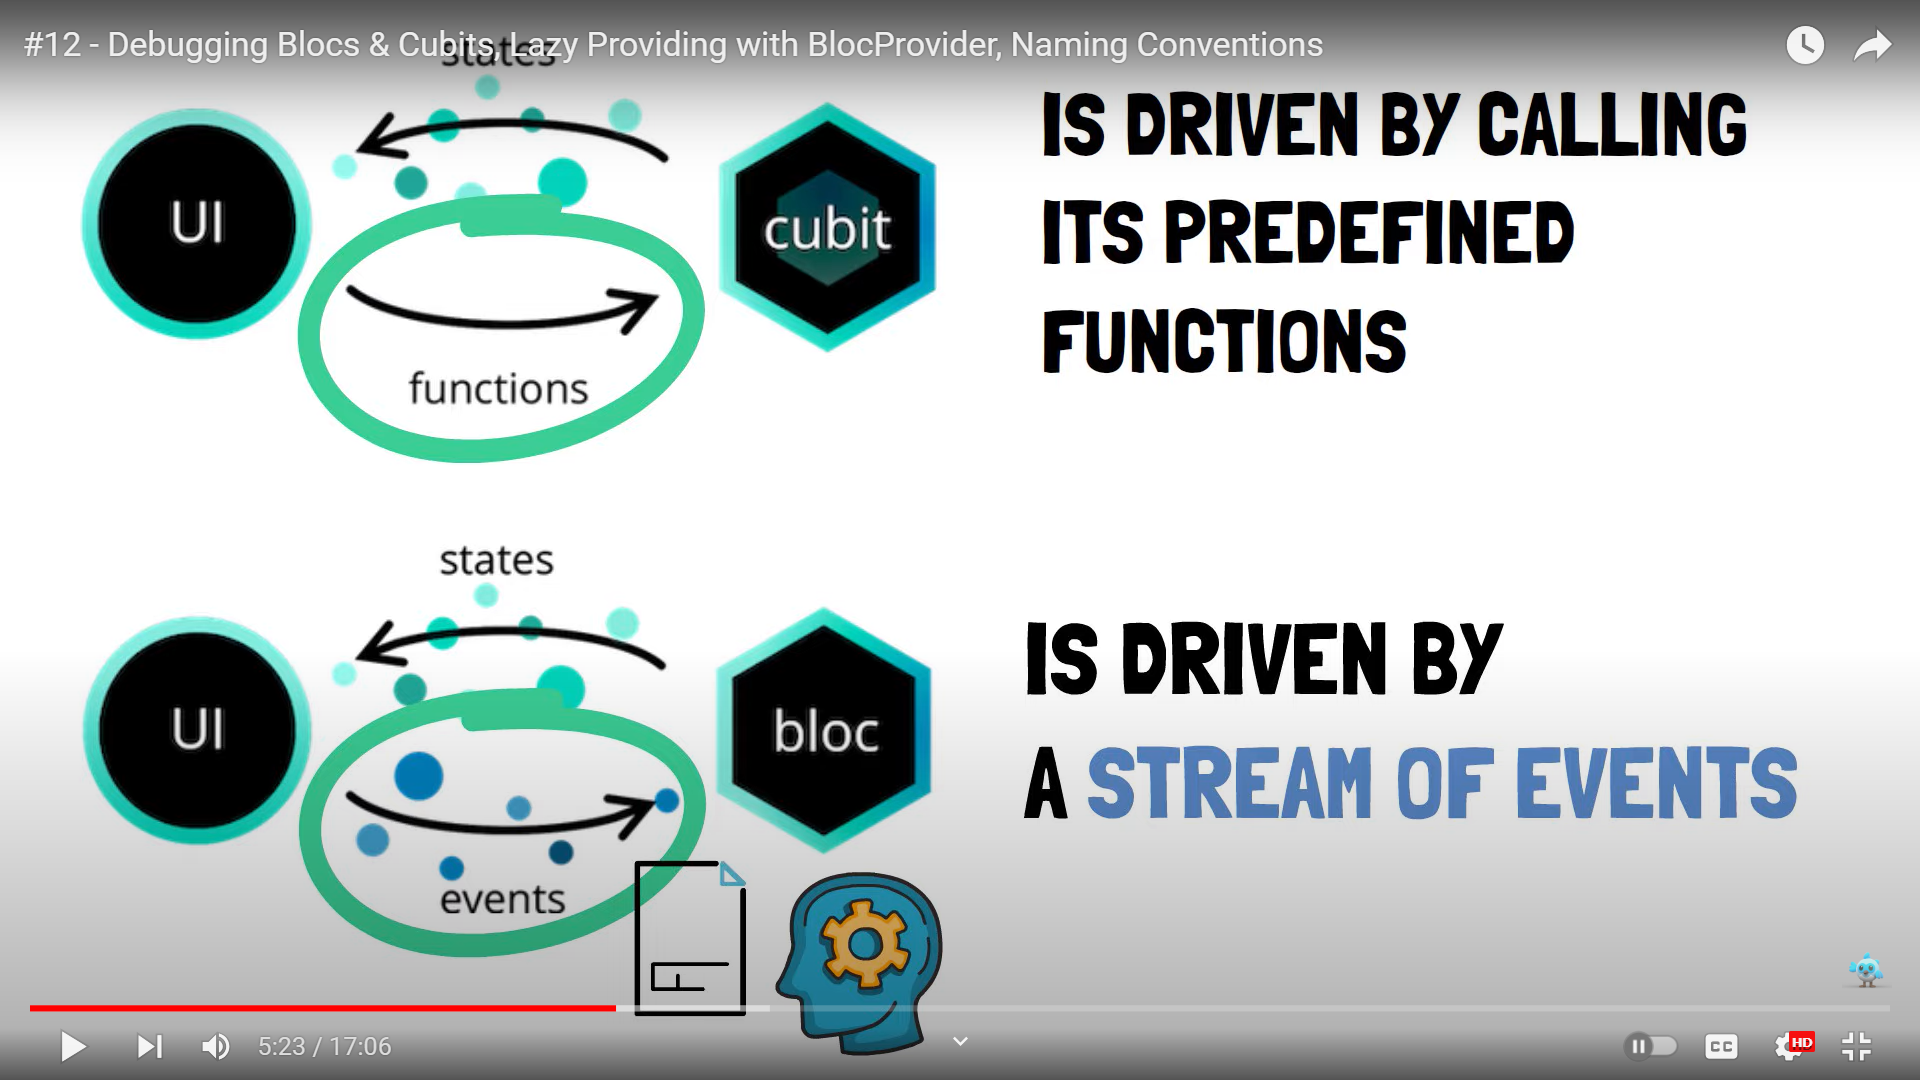 #12 - Debugging Blocs & Cubits, Lazy Providing with BlocProvider, Naming Conventions
states
UI
cubit
functions
IS DRIVEN BY CALLING
ITS PREDEFINED
FUNCTIONS
states
UI
bloc
events
IS DRIVEN BY
A STREAM OF EVENTS
5:23 / 17:06
CC
HD